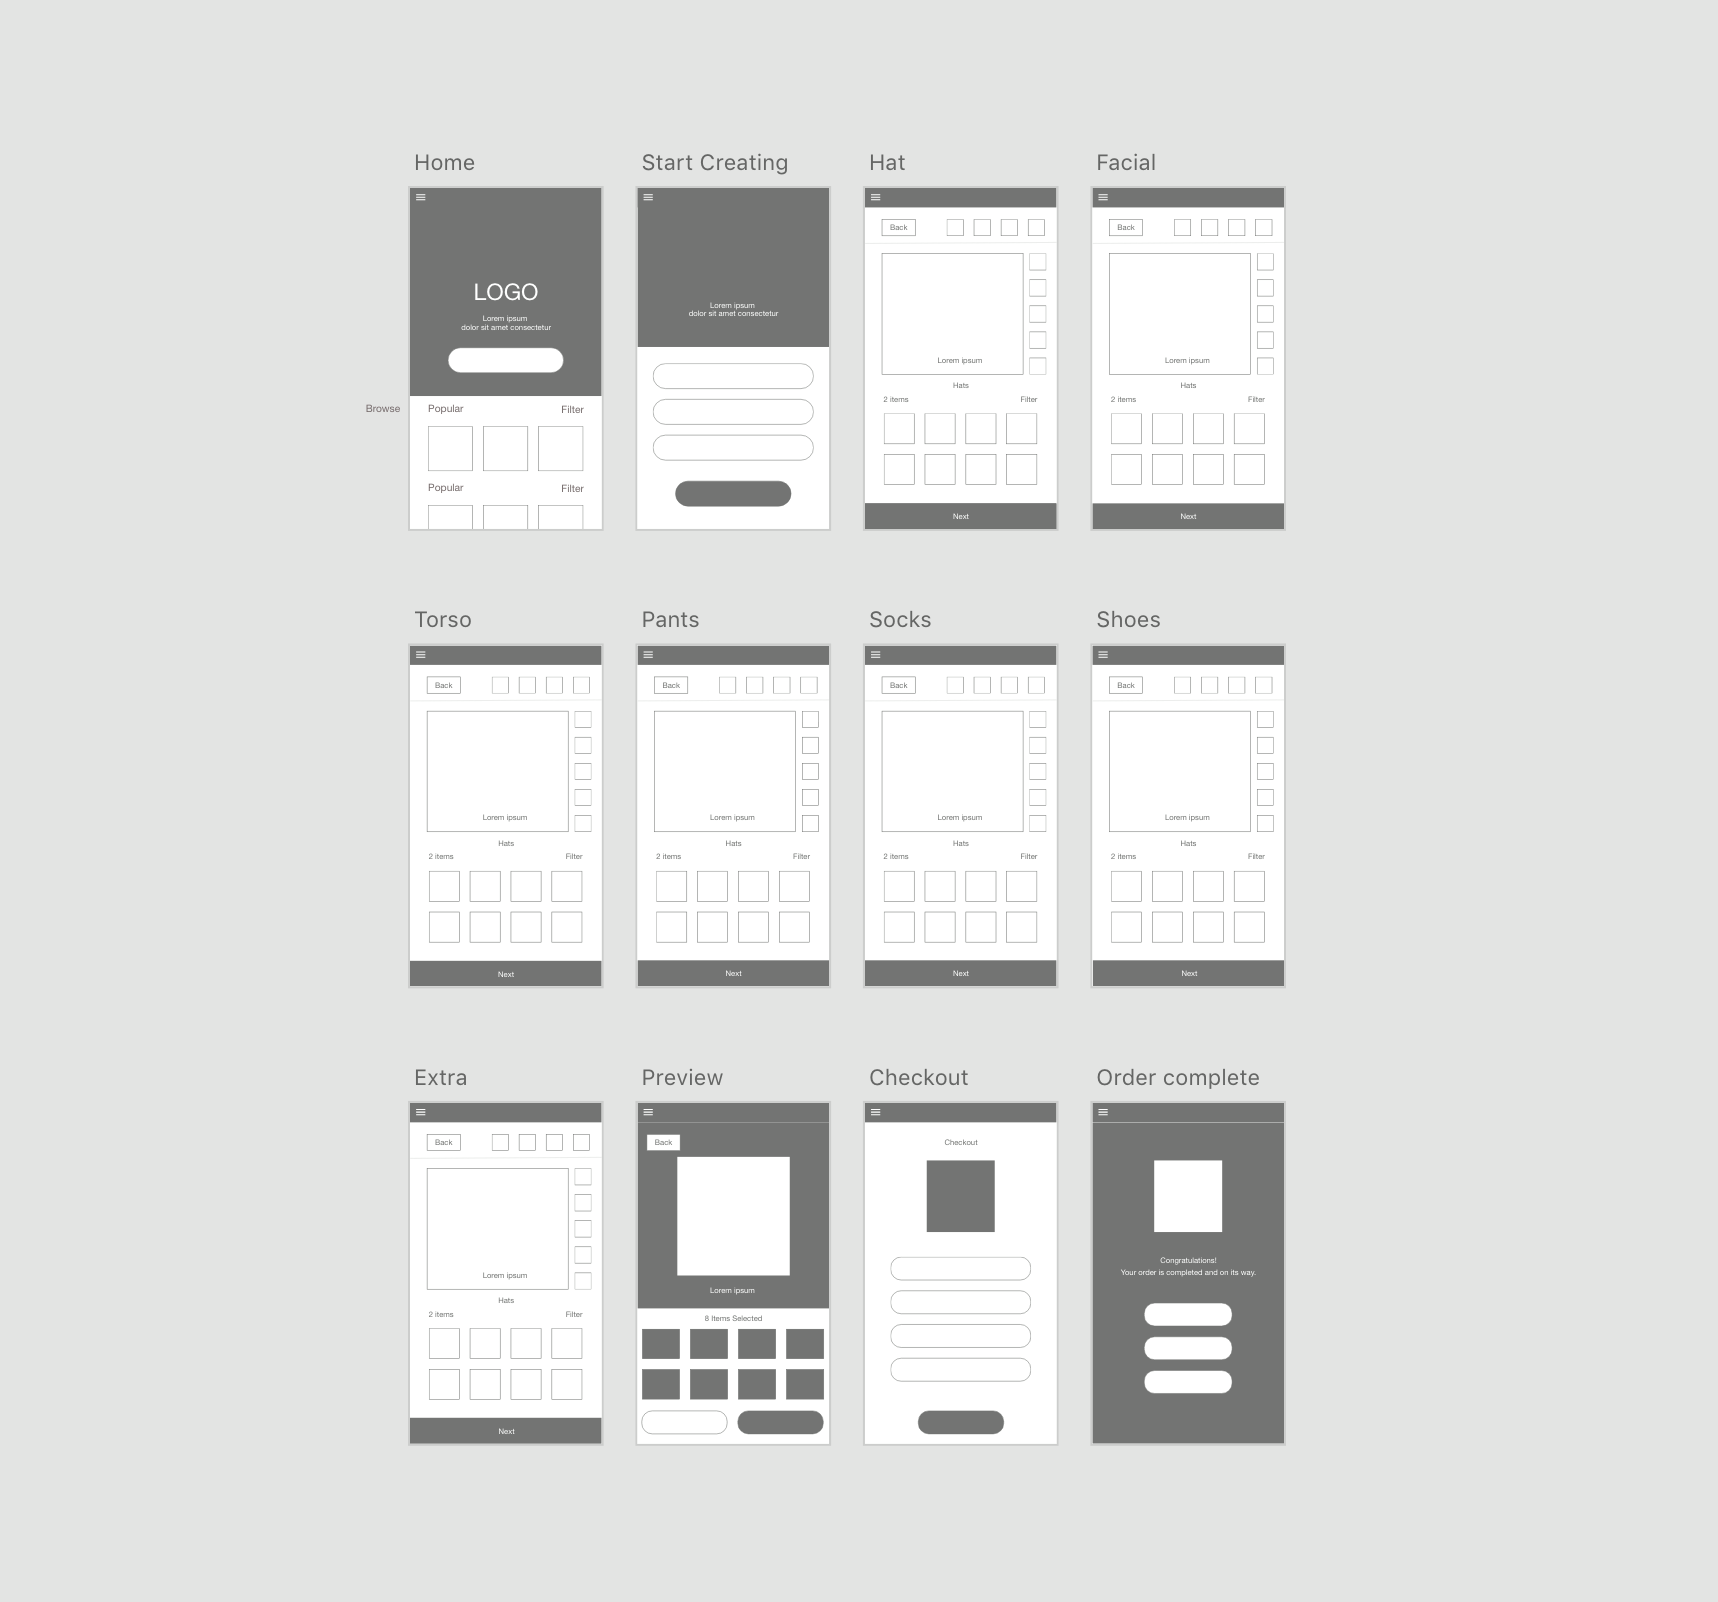 Home
LOGO
Lorem ipsum
dolor sit amet consectetur
Browse
Popular Filter
Popular Filter
Start Creating
Lorem ipsum
dolor sit amet consectetur
Hat
Back
Lorem ipsum
Hats
2 items Filter
Next
Facial
Back
Lorem ipsum
Hats
2 items Filter
Next
Torso
Back
Lorem ipsum
Hats
2 items Filter
Next
Pants
Back
Lorem ipsum
Hats
2 items Filter
Next
Socks
Back
Lorem ipsum
Hats
2 items Filter
Next
Shoes
Back
Lorem ipsum
Hats
2 items Filter
Next
Extra
Back
Lorem ipsum
Hats
2 items Filter
Next
Preview
Back
Lorem ipsum
8 Items Selected
Checkout
Checkout
Order complete
Congratulations!
Your order is completed and on its way.